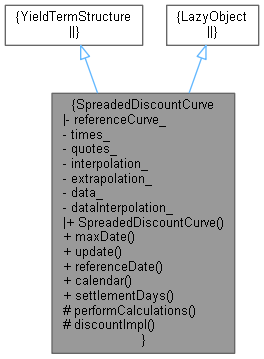 {YieldTermStructure
||}
{LazyObject
||}
{SpreadedDiscountCurve
|- referenceCurve_
- times_
- quotes_
- interpolation_
- extrapolation_
- data_
- dataInterpolation_
|+ SpreadedDiscountCurve()
+ maxDate()
+ update()
+ referenceDate()
+ calendar()
+ settlementDays()
# performCalculations()
# discountImpl()
}